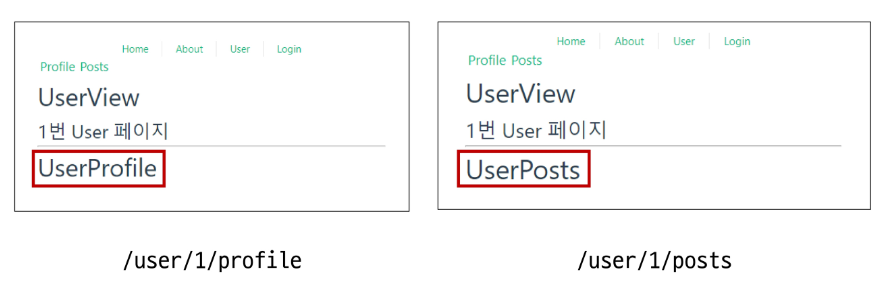 Home About User Login
Profile Posts
UserView
1번 User 페이지
UserProfile
/user/1/profile
Home About User Login
Profile Posts
UserView
1번 User 페이지
UserPosts
/user/1/posts